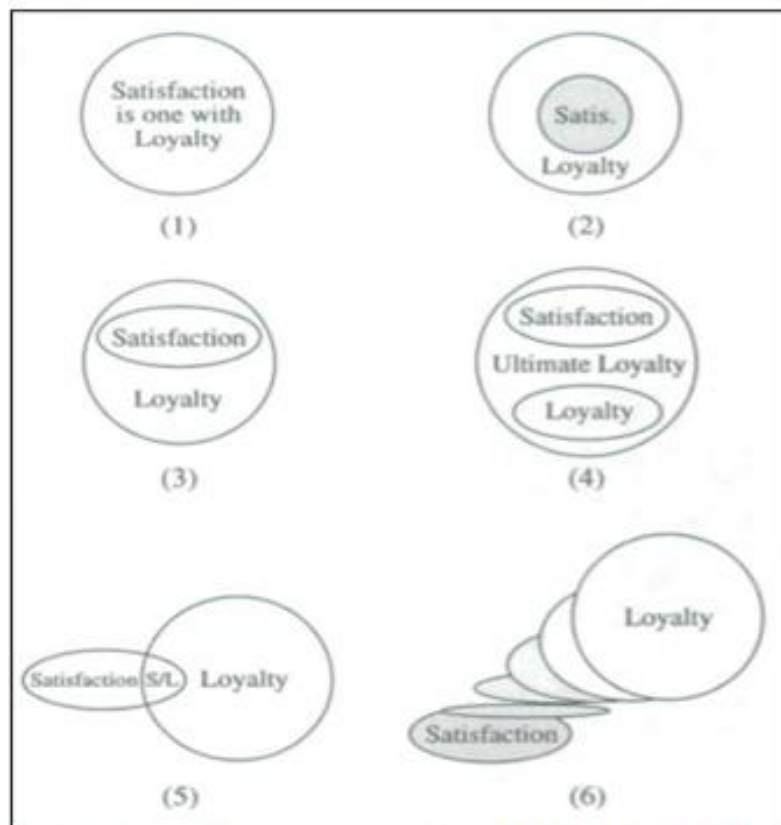 Satisfaction
is one with
Loyalty
(1)
Satis.
Loyalty
(2)
Satisfaction
Loyalty
(3)
Satisfaction
Ultimate Loyalty
Loyalty
(4)
Satisfaction S/L Loyalty
(5)
Loyalty
Satisfaction
(6)